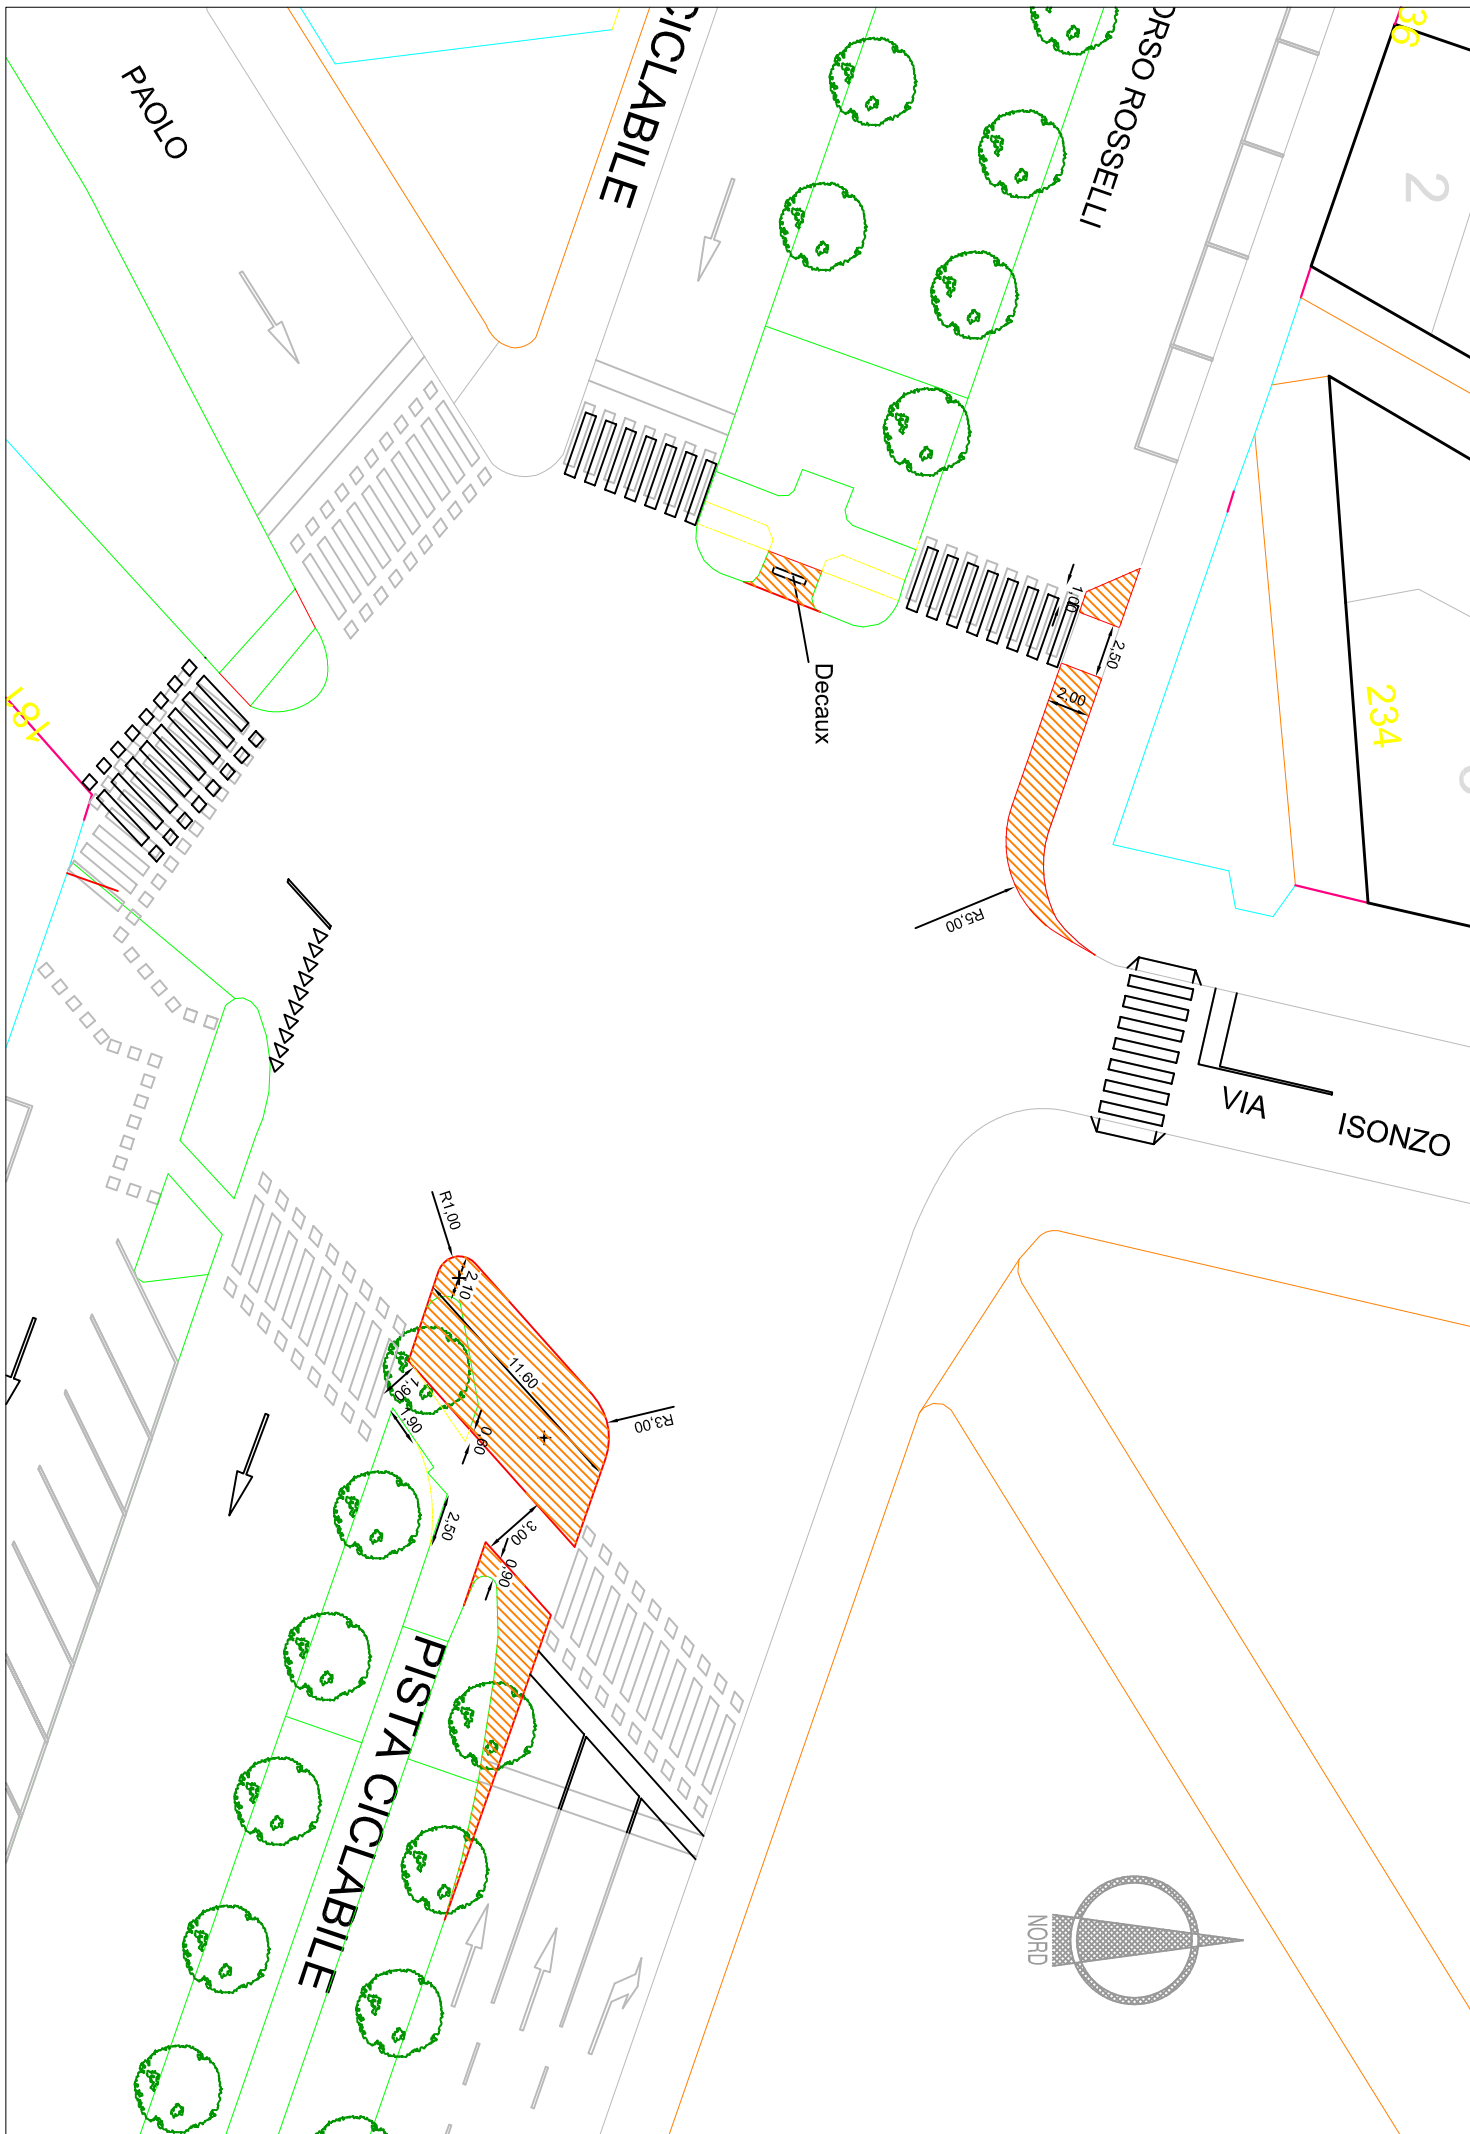 PAOLO
CICLABILE
ORSO ROSSELLI
36
2
234
181
Decaux
1,00
2,50
2,00
R5,00
VIA
ISONZO
R1,00
2,10
11.60
R3,00
1,90
1,90
0,60
2,50
3,00
0,90
PISTA CICLABILE
NORD